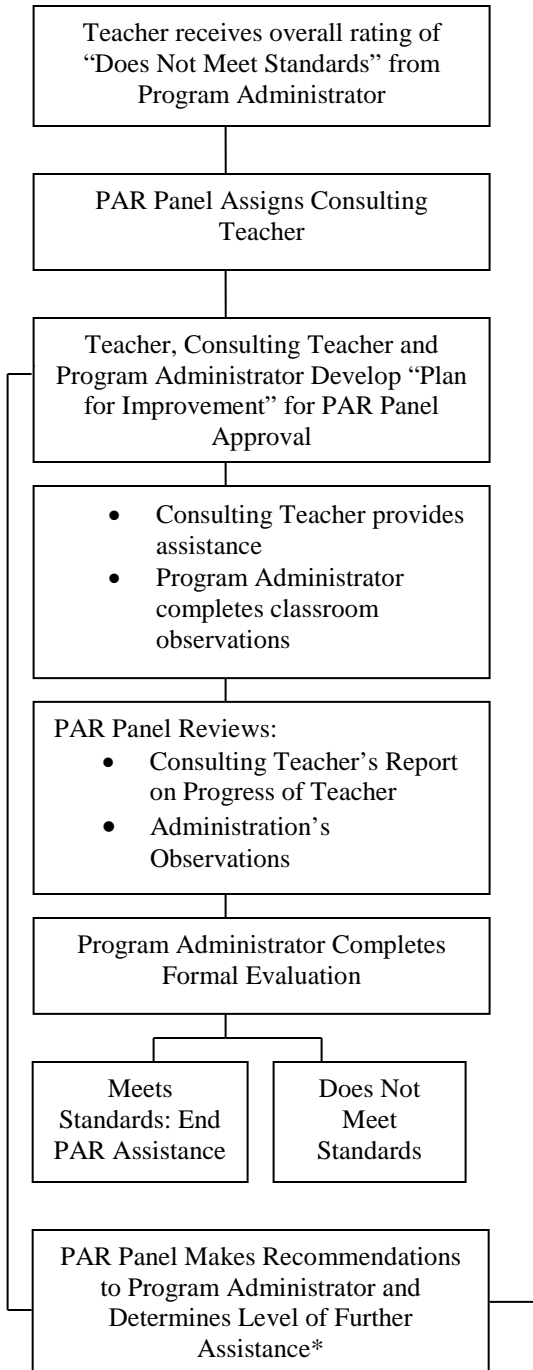 Teacher receives overall rating of
“Does Not Meet Standards” from
Program Administrator
PAR Panel Assigns Consulting
Teacher
Teacher, Consulting Teacher and
Program Administrator Develop “Plan
for Improvement” for PAR Panel
Approval
• Consulting Teacher provides
assistance
• Program Administrator
completes classroom
observations
PAR Panel Reviews:
• Consulting Teacher’s Report
on Progress of Teacher
• Administration’s
Observations
Program Administrator Completes
Formal Evaluation
Meets
Standards: End
PAR Assistance
Does Not
Meet
Standards
PAR Panel Makes Recommendations
to Program Administrator and
Determines Level of Further
Assistance*